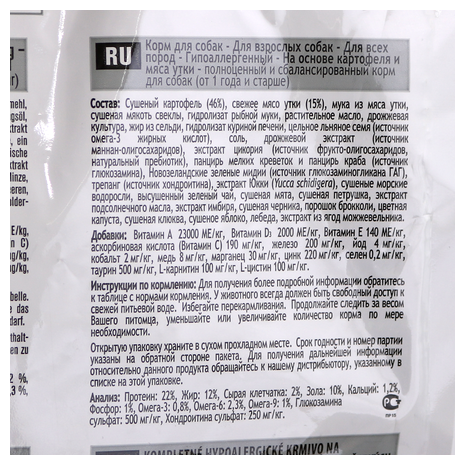 RU
Корм для собак - Для взрослых собак - Для всех
пород - Гипоаллергенный - На основе картофеля и
мяса утки - полноценный и сбалансированный корм
для собак (от 1 года и старше)
Состав: Сушеный картофель (46%), свежее мясо утки (15%), мука из мяса утки,
сушеная мякоть свеклы, гидролизат рыбной муки, растительное масло, дрожжевая
культура, жир из сельди, гидролизат куриной печени, цельное льняное семя (источник
омега-3 жирных кислот), соль, дрожжевой экстракт (источник
маннан-олигосахаридов), экстракт цикория (источник фрукто-олигосахаридов,
натуральный пребиотик), панцирь мелких креветок и панцирь краба (источник
глюкозамина), Новозеландские зеленые мидии (источник глюкозаминогликана ГАГ),
трепанг (источник хондроитина), экстракт Юкки (Yucca schidigera), сушеные морские
водоросли, высушенный зеленый чай, сушеная мята, сушеная петрушка, экстракт
подсолнечного масла, экстракт имбиря, сушеная черника, порошок брокколи, цветная
капуста, сушеная клюква, сушеное яблоко, лебеда, экстракт из ягод можжевельника.
Добавки: Витамин А 23000 МЕ/кг, Витамин D3 2000 МЕ/кг, Витамин Е 140 МЕ/кг,
аскорбиновая кислота (Витамин С) 190 мг/кг, железо 200 мг/кг, йод 4 мг/кг,
кобальт 2 мг/кг, медь 8 мг/кг, марганец 30 мг/кг, цинк 220 мг/кг, селен 0,2 мг/кг,
таурин 500 мг/кг, L-карнитин 100 мг/кг, L-цистин 100 мг/кг.
Инструкции по кормлению: Для получения более подробной информации обратитесь
к таблице с нормами кормления. У животного всегда должен быть свободный доступ к
свежей питьевой воде. Избегайте перекармливания. Продолжайте следить за весом
Вашего питомца, уменьшайте или увеличивайте количество корма по мере
необходимости.
Открытую упаковку храните в сухом прохладном месте. Срок годности и номер партии
указаны на обратной стороне пакета. Для получения дальнейшей информации
относительно данного продукта обращайтесь к нашему дистрибьютору, указанному в
списке на этой упаковке.
Анализ: Протеин: 22%, Жир: 12%, Сырая клетчатка: 2%, Зола: 10%, Кальций: 1,2%,
Фосфор: 1%, Омега-3: 0,8%, Омега-6: 2,3%, Омега-9: 1%, Глюкозамина
сульфат: 500 мг/кг, Хондроитин сульфат: 250 мг/кг.
KOMPLETNÉ HYPOALERGICKÉ KRMIVO NA